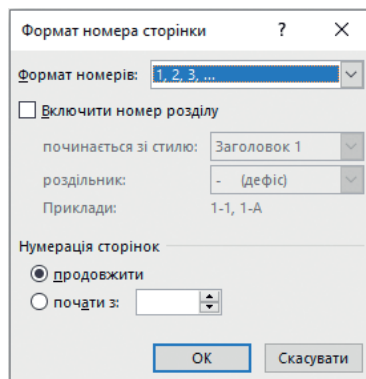 Формат номера сторінки ? ×
Формат номерів: 1, 2, 3, ...
Включити номер розділу
починається зі стилю: Заголовок 1
роздільник: - (дефіс)
Приклади: 1-1, 1-A
Нумерація сторінок
продовжити
почати з:
ОК Скасувати